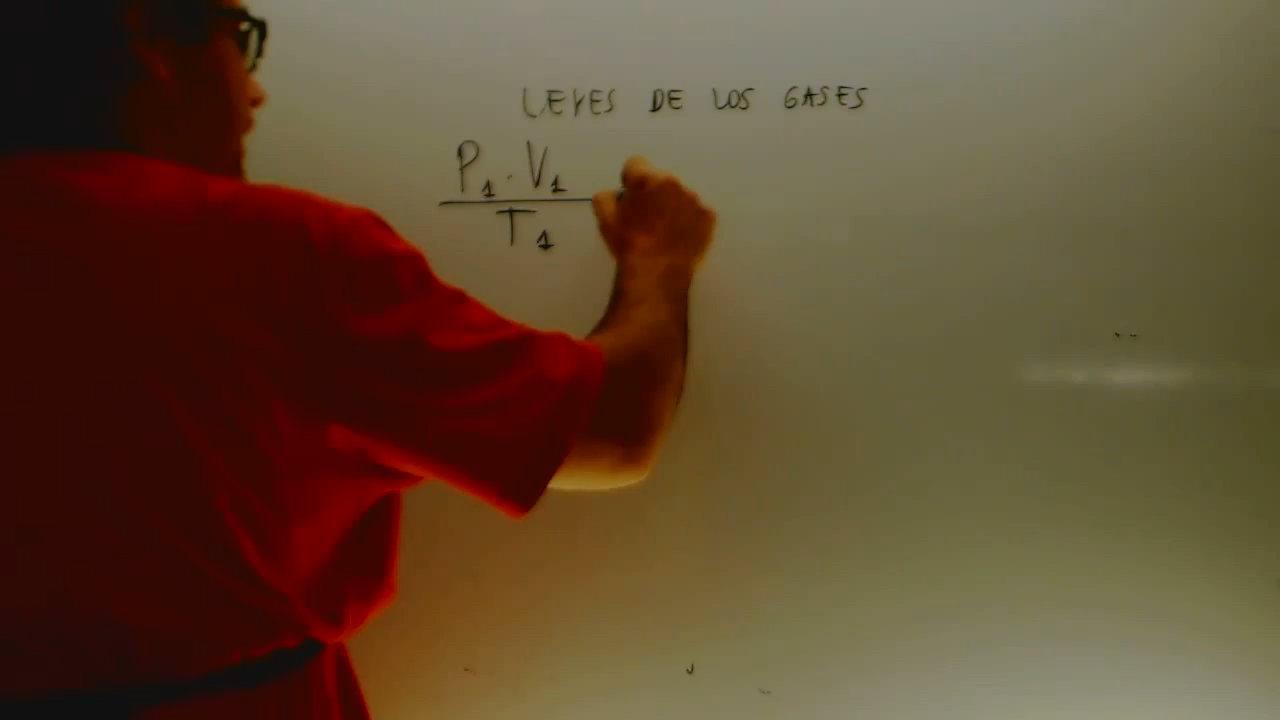 LEYES DE LOS GASES
P₁ · V₁
T₁